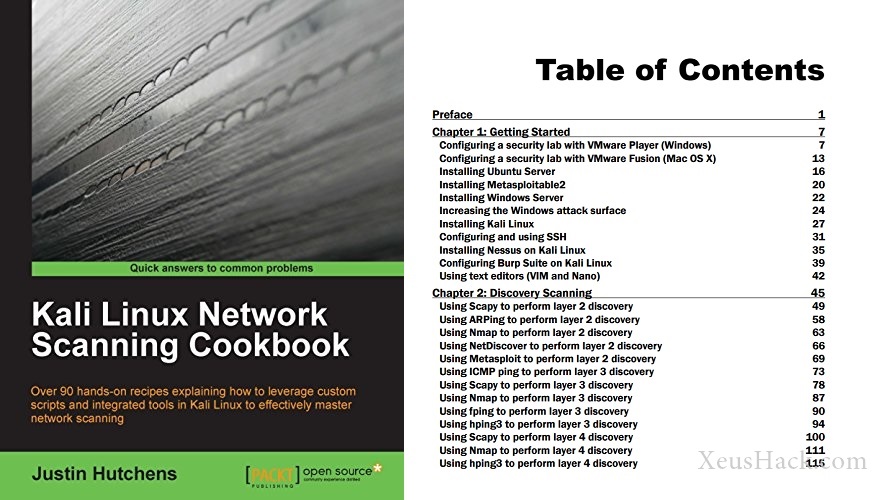 Quick answers to common problems
Kali Linux Network
Scanning Cookbook
Over 90 hands-on recipes explaining how to leverage custom
scripts and integrated tools in Kali Linux to effectively master
network scanning
Justin Hutchens
[PACKT] open source*
PUBLISHING community experience distilled
Table of Contents
Preface 1
Chapter 1: Getting Started 7
Configuring a security lab with VMware Player (Windows) 7
Configuring a security lab with VMware Fusion (Mac OS X) 13
Installing Ubuntu Server 16
Installing Metasploitable2 20
Installing Windows Server 22
Increasing the Windows attack surface 24
Installing Kali Linux 27
Configuring and using SSH 31
Installing Nessus on Kali Linux 35
Configuring Burp Suite on Kali Linux 39
Using text editors (VIM and Nano) 42
Chapter 2: Discovery Scanning 45
Using Scapy to perform layer 2 discovery 49
Using ARPing to perform layer 2 discovery 58
Using Nmap to perform layer 2 discovery 63
Using NetDiscover to perform layer 2 discovery 66
Using Metasploit to perform layer 2 discovery 69
Using ICMP ping to perform layer 3 discovery 73
Using Scapy to perform layer 3 discovery 78
Using Nmap to perform layer 3 discovery 87
Using fping to perform layer 3 discovery 90
Using hping3 to perform layer 3 discovery 94
Using Scapy to perform layer 4 discovery 100
Using Nmap to perform layer 4 discovery 111
Using hping3 to perform layer 4 discovery 115
XeusHack.com